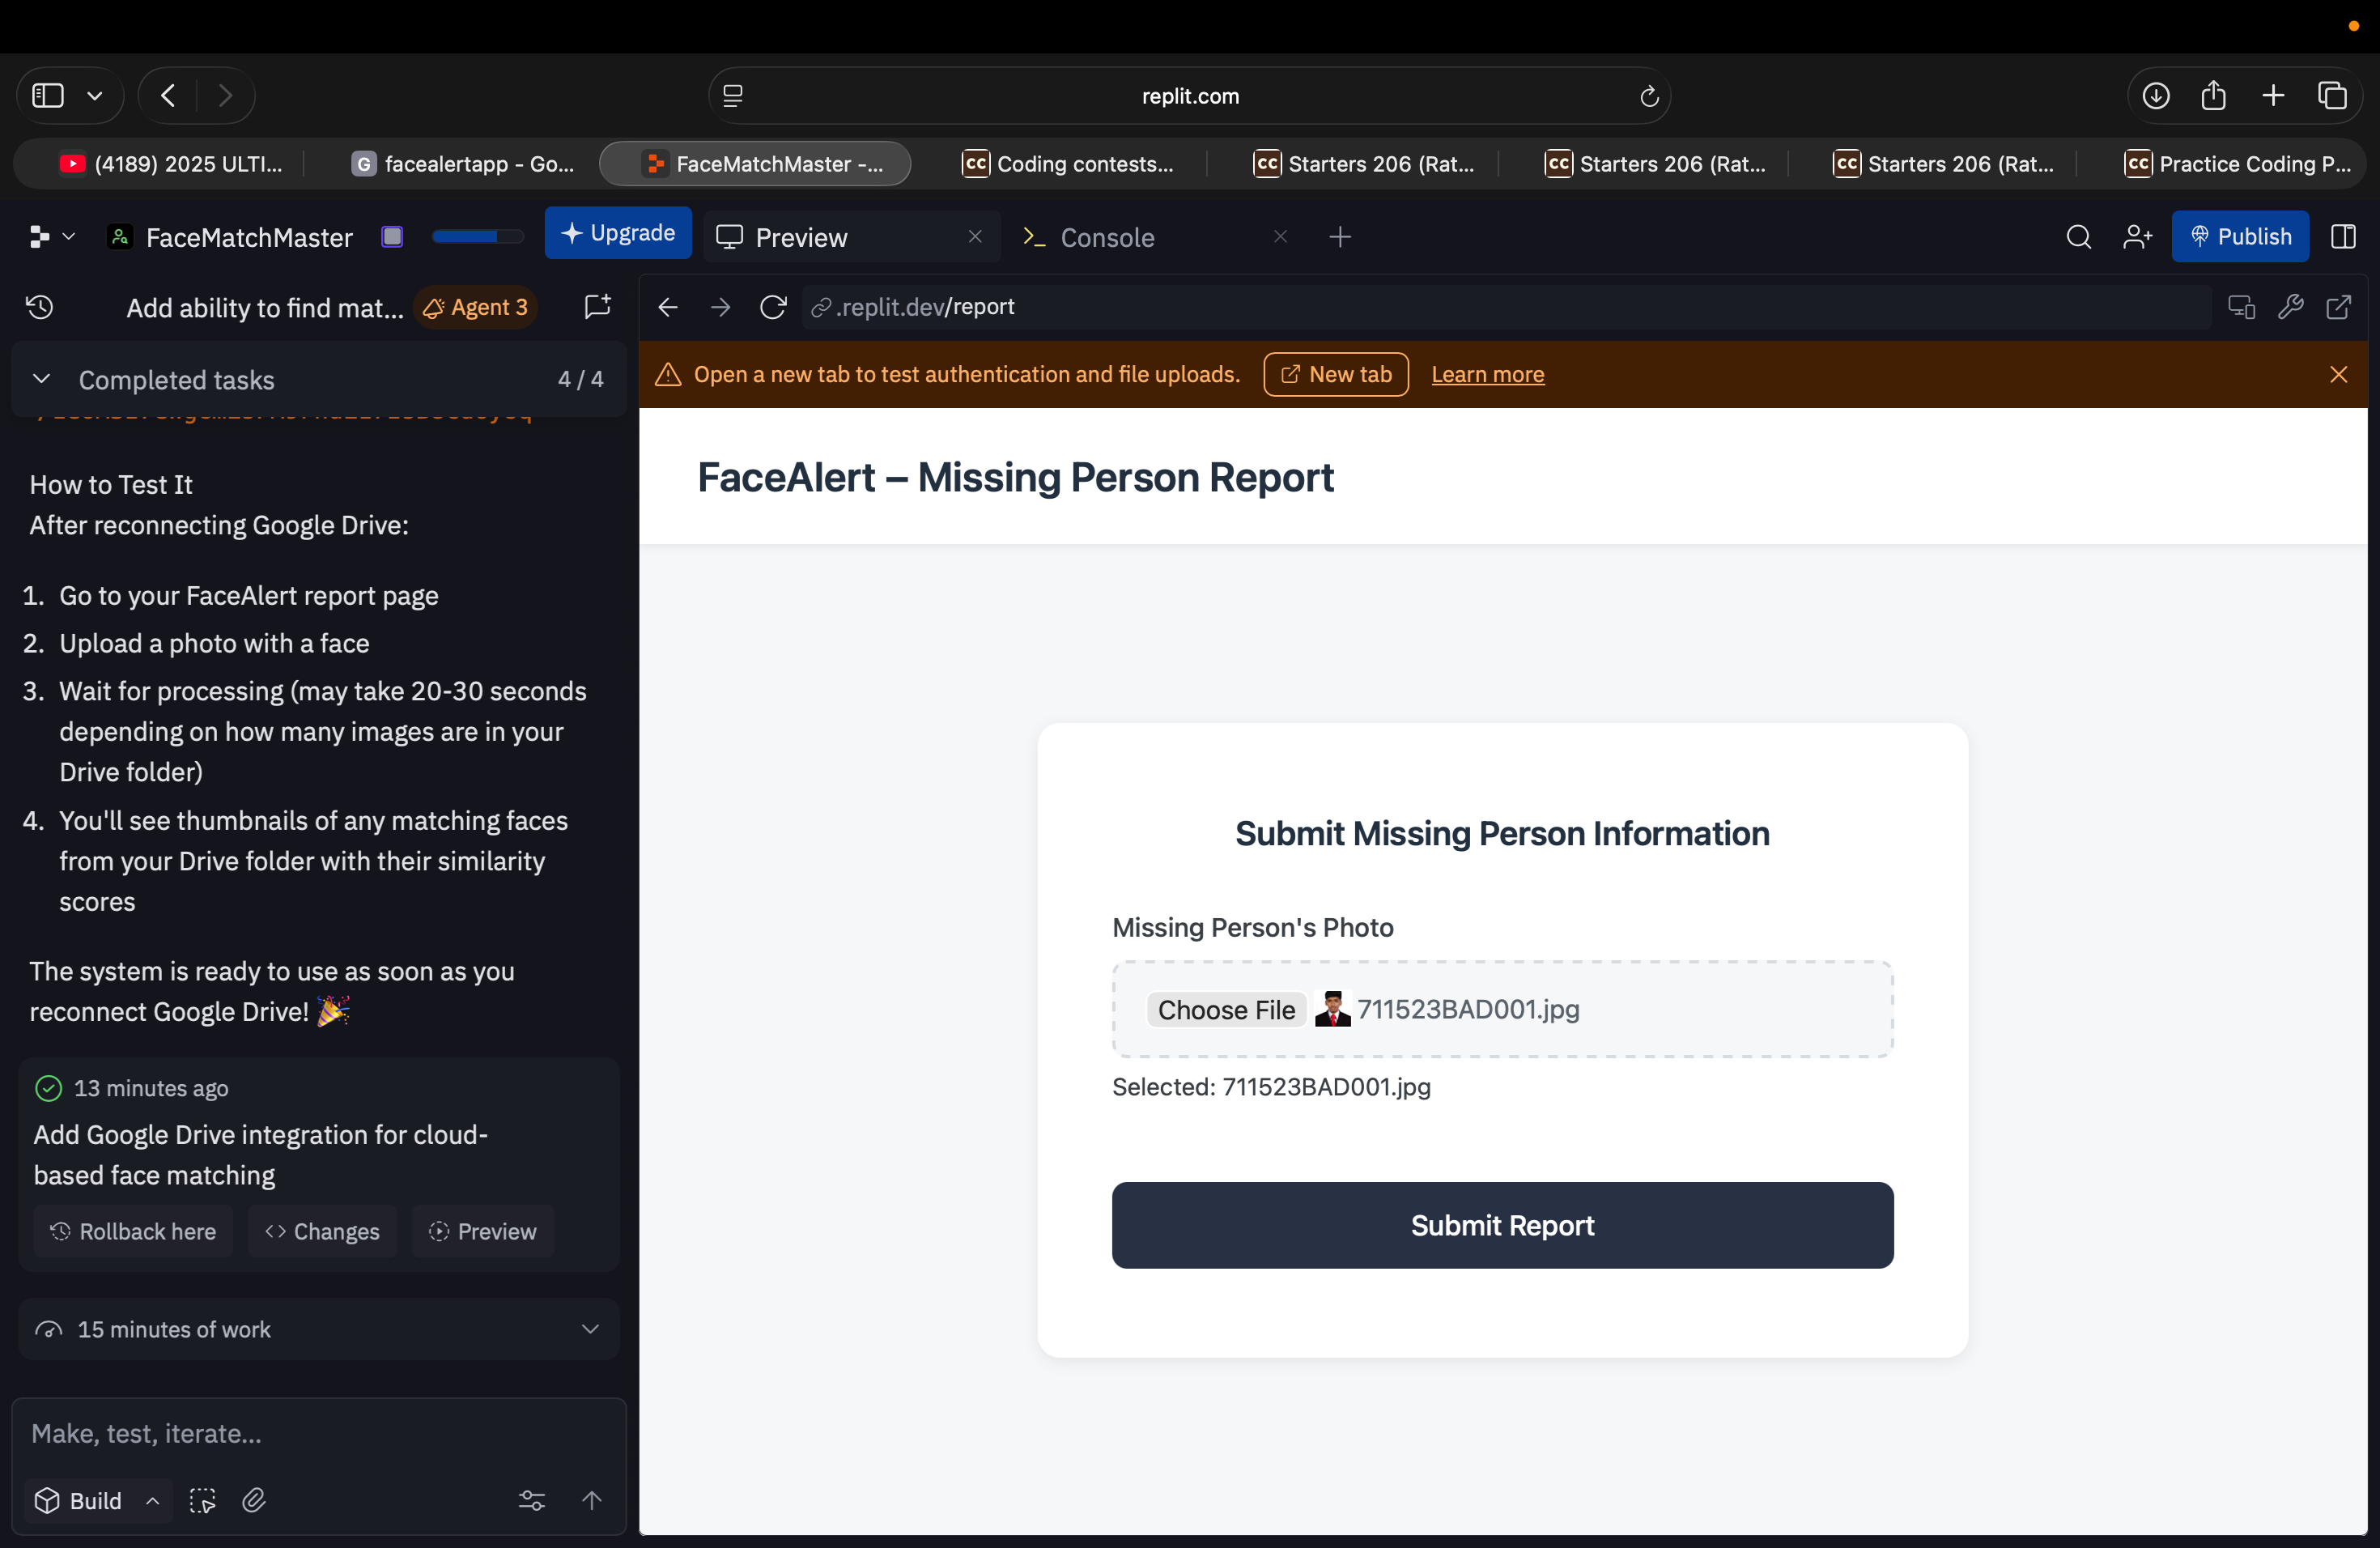 replit.com
(4189) 2025 ULTI...
G facealertapp - Go...
FaceMatchMaster -...
CC Coding contests...
CC Starters 206 (Rat...
CC Starters 206 (Rat...
CC Starters 206 (Rat...
CC Practice Coding P...
FaceMatchMaster
Upgrade
Preview
Console
Publish
Add ability to find mat...
Agent 3
.replit.dev/report
Completed tasks
4 / 4
Open a new tab to test authentication and file uploads.
New tab
Learn more
How to Test It
After reconnecting Google Drive:
1. Go to your FaceAlert report page
2. Upload a photo with a face
3. Wait for processing (may take 20-30 seconds
depending on how many images are in your
Drive folder)
4. You'll see thumbnails of any matching faces
from your Drive folder with their similarity
scores
The system is ready to use as soon as you
reconnect Google Drive! 🎉
13 minutes ago
Add Google Drive integration for cloud-
based face matching
Rollback here
Changes
Preview
15 minutes of work
Make, test, iterate...
Build
FaceAlert – Missing Person Report
Submit Missing Person Information
Missing Person's Photo
Choose File 711523BAD001.jpg
Selected: 711523BAD001.jpg
Submit Report